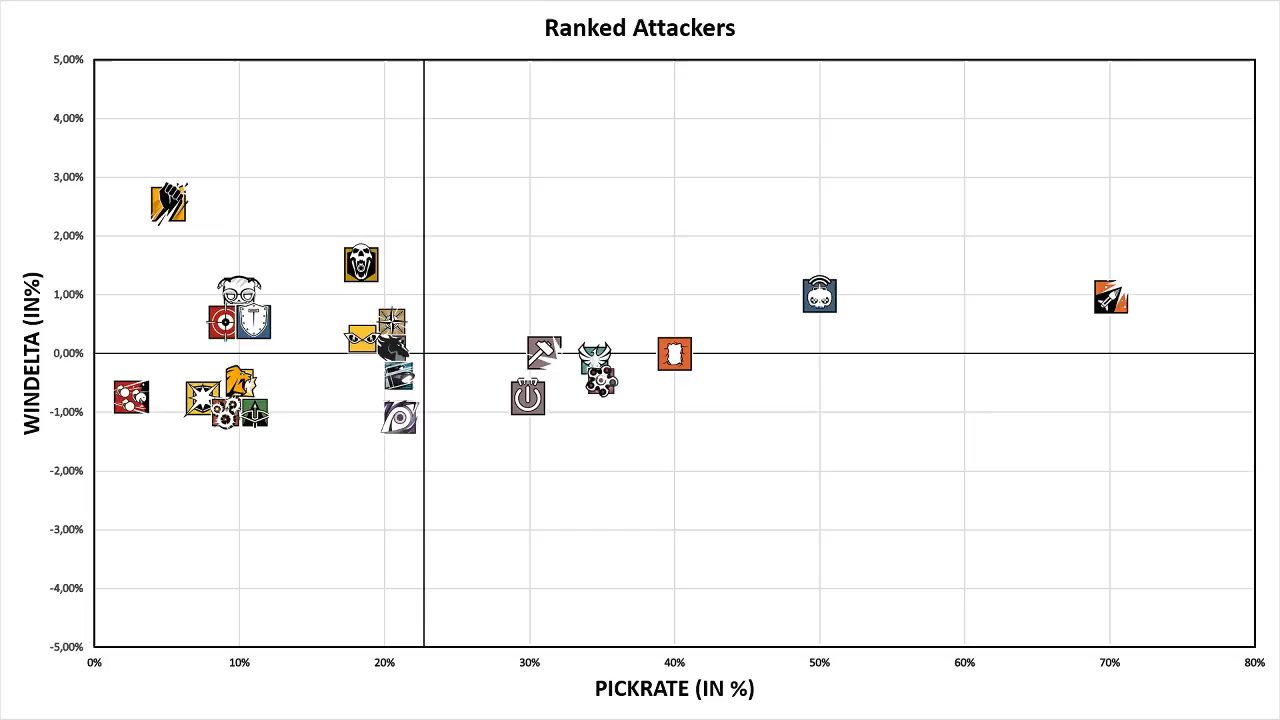 Ranked Attackers
5,00%
4,00%
3,00%
2,00%
1,00%
0,00%
-1,00%
-2,00%
-3,00%
-4,00%
-5,00%
WINDELTA (IN%)
0% 10% 20% 30% 40% 50% 60% 70% 80%
PICKRATE (IN %)